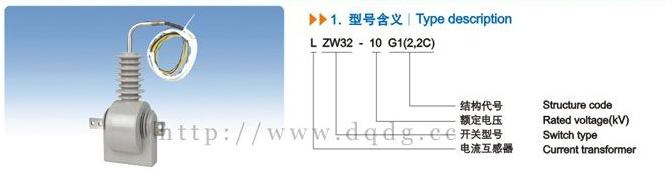 1. 型号含义 | Type description
L ZW32 - 10 G1(2,2C)
结构代号 Structure code
额定电压 Rated voltage(kV)
开关型号 Switch type
电流互感器 Current transformer
http://www.dqdg.cc